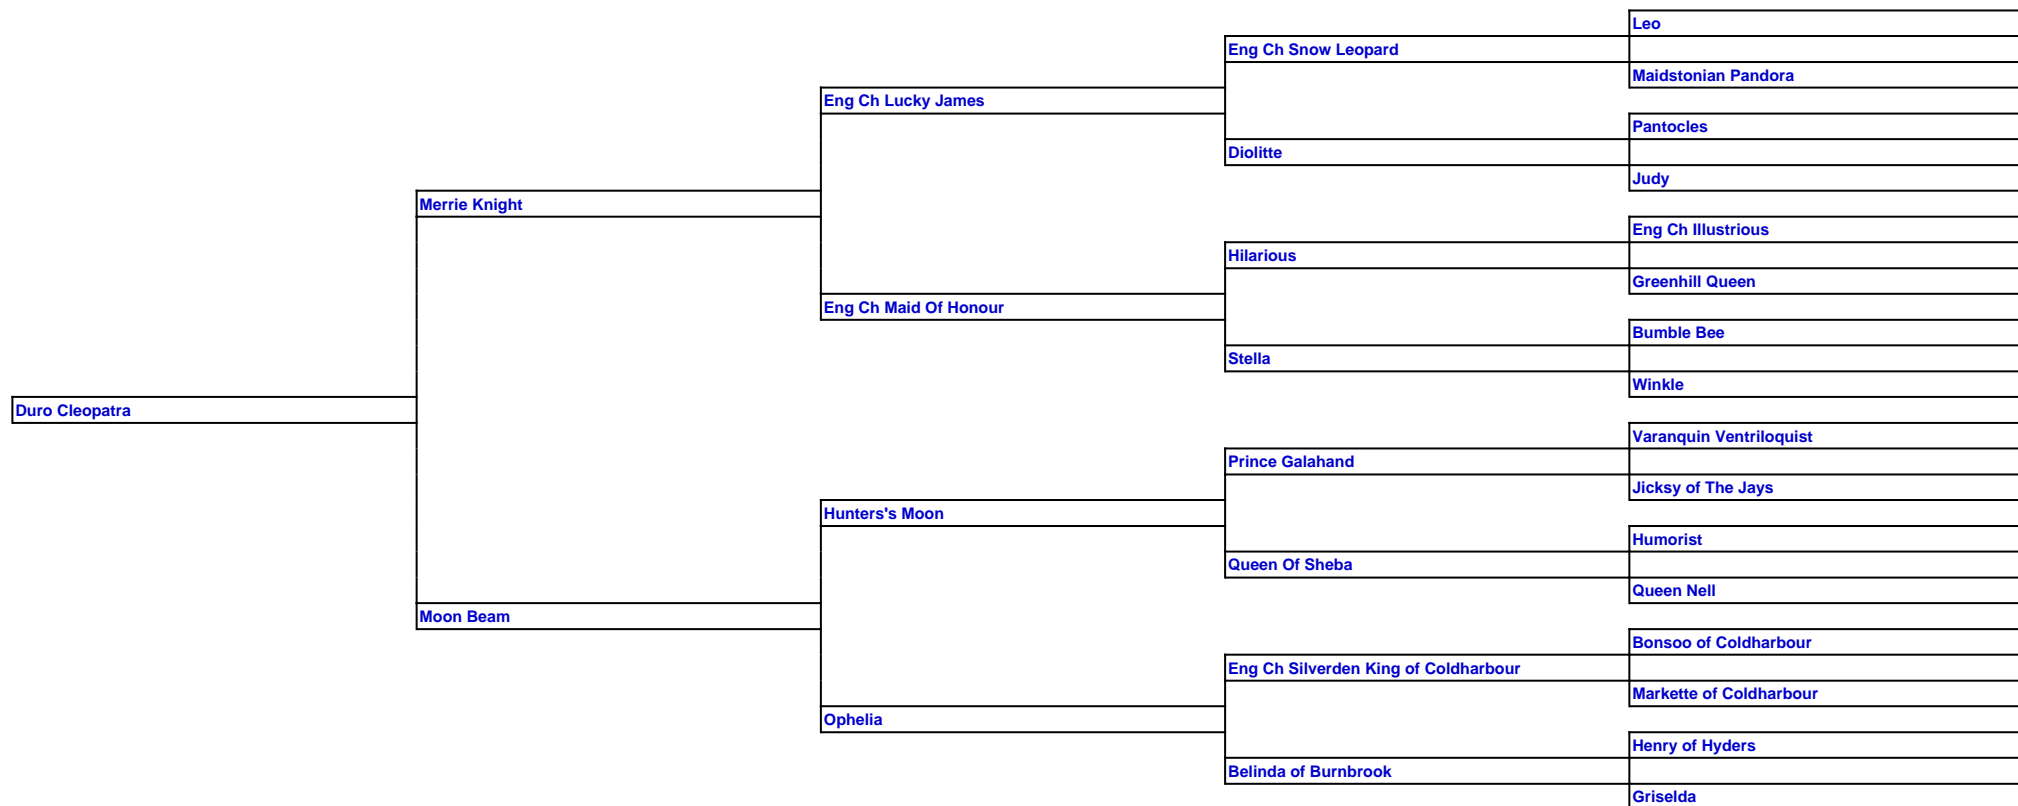 Leo
Eng Ch Snow Leopard
Maidstonian Pandora
Eng Ch Lucky James
Pantocles
Diolitte
Judy
Merrie Knight
Eng Ch Illustrious
Hilarious
Greenhill Queen
Eng Ch Maid Of Honour
Bumble Bee
Stella
Winkle
Duro Cleopatra
Varanquin Ventriloquist
Prince Galahand
Jicksy of The Jays
Hunters's Moon
Humorist
Queen Of Sheba
Queen Nell
Moon Beam
Bonsoo of Coldharbour
Eng Ch Silverden King of Coldharbour
Markette of Coldharbour
Ophelia
Henry of Hyders
Belinda of Burnbrook
Griselda